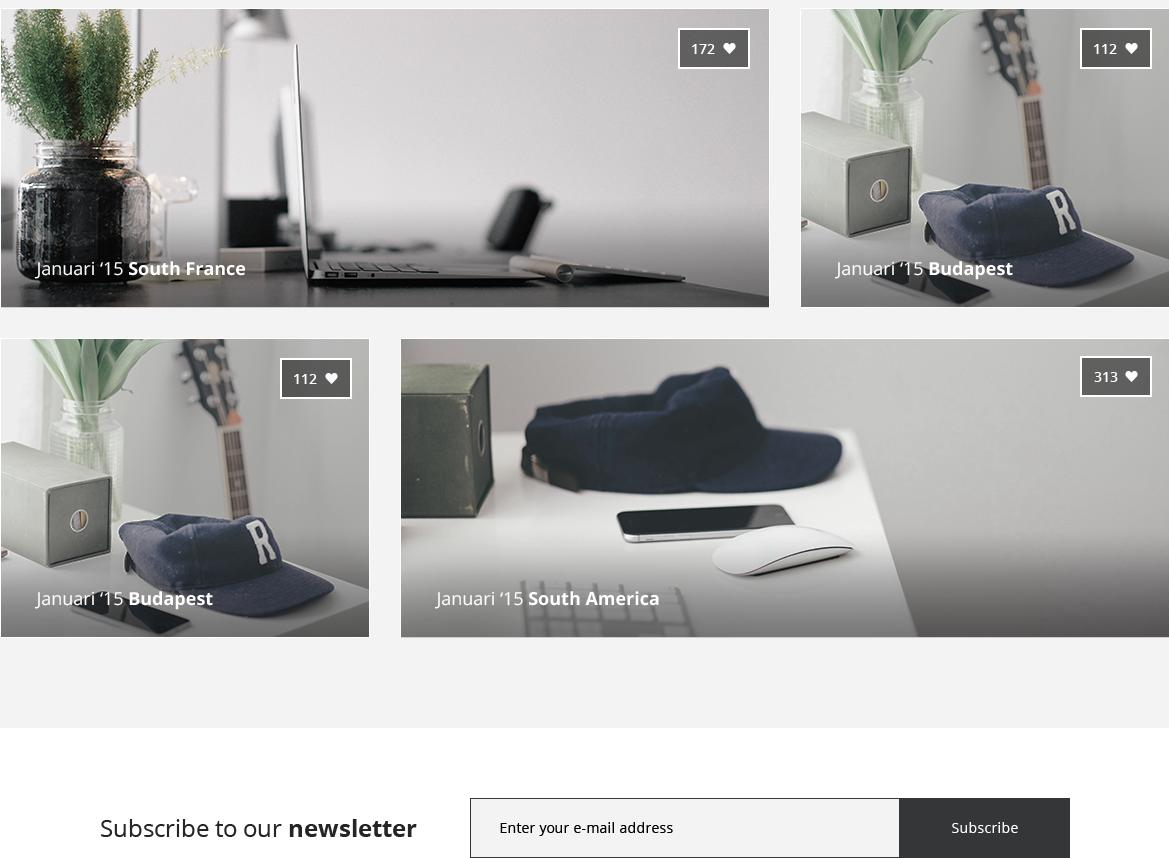 172
112
R
Januari ‘15 South France
Januari ‘15 Budapest
112
313
R
Januari ‘15 Budapest
Januari ‘15 South America
Subscribe to our newsletter
Enter your e-mail address
Subscribe